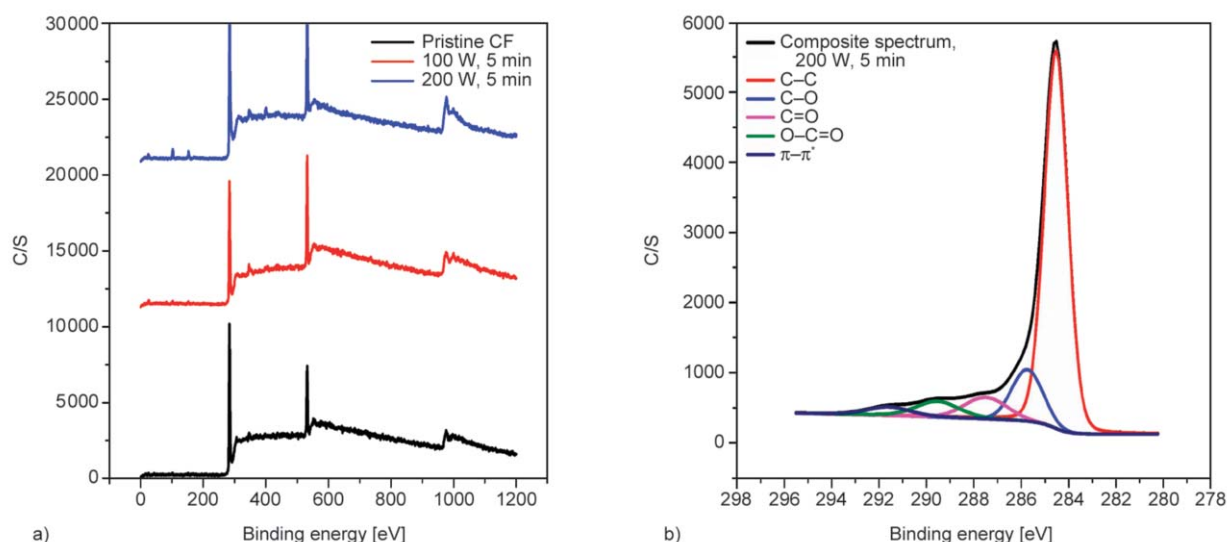 30000
25000
20000
15000
10000
5000
2500
0
C/S
Pristine CF
100 W, 5 min
200 W, 5 min
0 200 400 600 800 1000 1200
Binding energy [eV]
a)
6000
5000
4000
3000
2000
1000
0
C/S
Composite spectrum,
200 W, 5 min
C–C
C–O
C=O
O–C=O
π–π*
298 296 294 292 290 288 286 284 282 280 278
Binding energy [eV]
b)